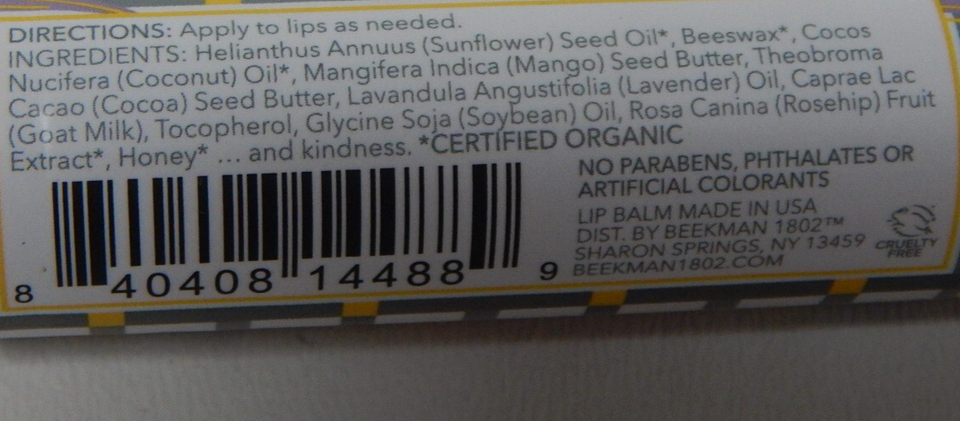 DIRECTIONS: Apply to lips as needed.
INGREDIENTS: Helianthus Annuus (Sunflower) Seed Oil*, Beeswax*, Cocos
Nucifera (Coconut) Oil*, Mangifera Indica (Mango) Seed Butter, Theobroma
Cacao (Cocoa) Seed Butter, Lavandula Angustifolia (Lavender) Oil, Caprae Lac
(Goat Milk), Tocopherol, Glycine Soja (Soybean) Oil, Rosa Canina (Rosehip) Fruit
Extract*, Honey* ... and kindness. *CERTIFIED ORGANIC
NO PARABENS, PHTHALATES OR
ARTIFICIAL COLORANTS
LIP BALM MADE IN USA
DIST. BY BEEKMAN 1802™
SHARON SPRINGS, NY 13459
BEEKMAN1802.COM
CRUELTY
FREE
8 40408 14488 9